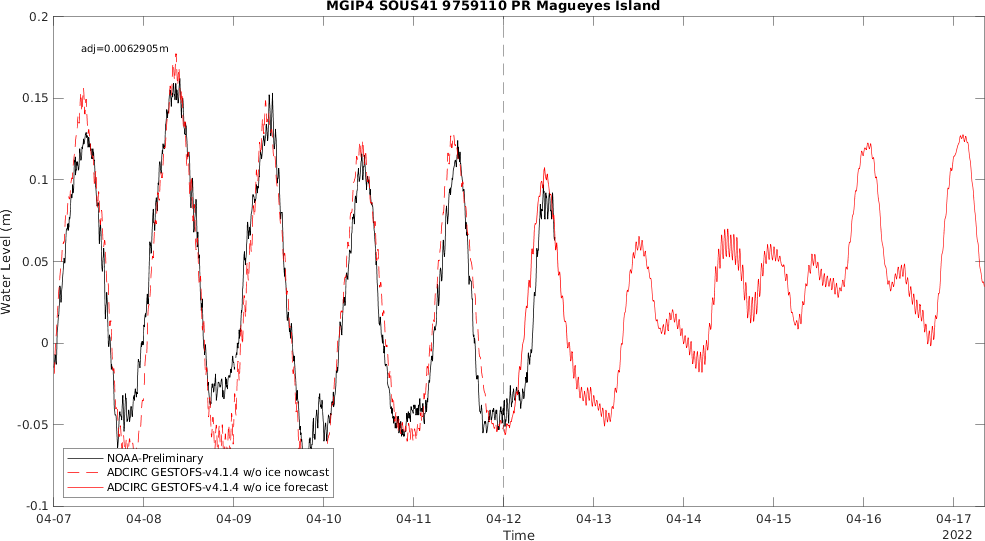 MGIP4 SOUS41 9759110 PR Magueyes Island
adj=0.0062905m
Water Level (m)
0.2
0.15
0.1
0.05
0
-0.05
-0.1
NOAA-Preliminary
ADCIRC GESTOFS-v4.1.4 w/o ice nowcast
ADCIRC GESTOFS-v4.1.4 w/o ice forecast
04-07 04-08 04-09 04-10 04-11 04-12 04-13 04-14 04-15 04-16 04-17
Time 2022